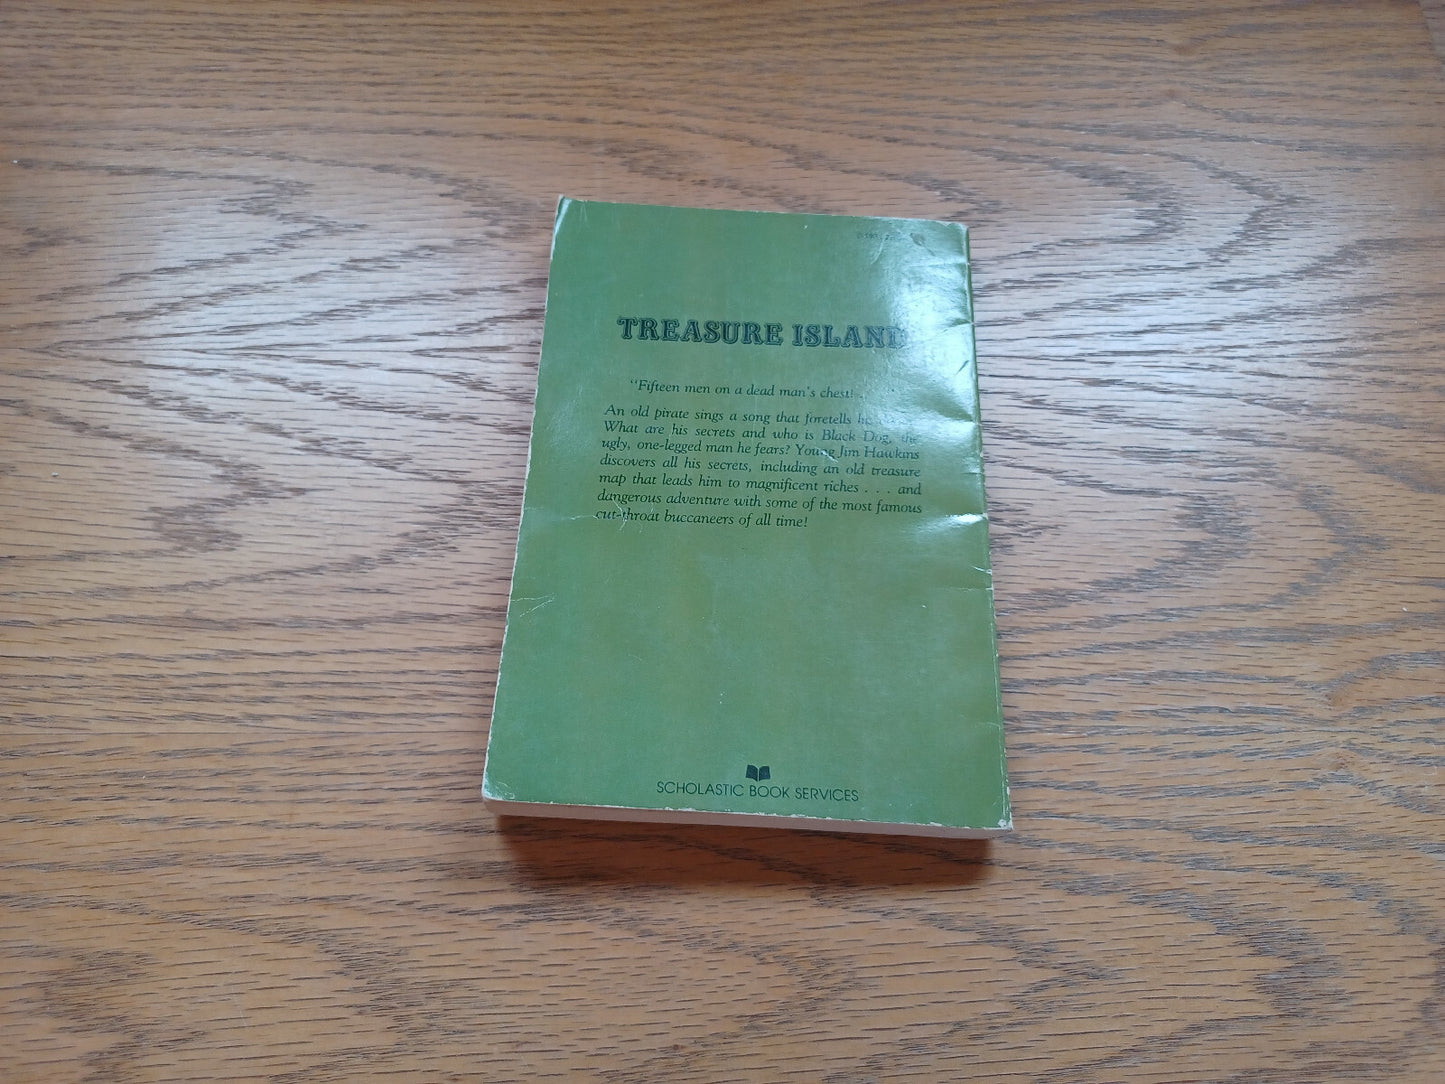 TREASURE ISLAND
"Fifteen men on a dead man's chest!
An old pirate sings a song that foretells
What are his secrets and who is Black Dog, the
ugly, one-legged man he fears? Young Jim Hawkins
discovers all his secrets, including an old treasure
map that leads him to magnificent riches . . . and
dangerous adventure with some of the most famous
cut-throat buccaneers of all time!
SCHOLASTIC BOOK SERVICES